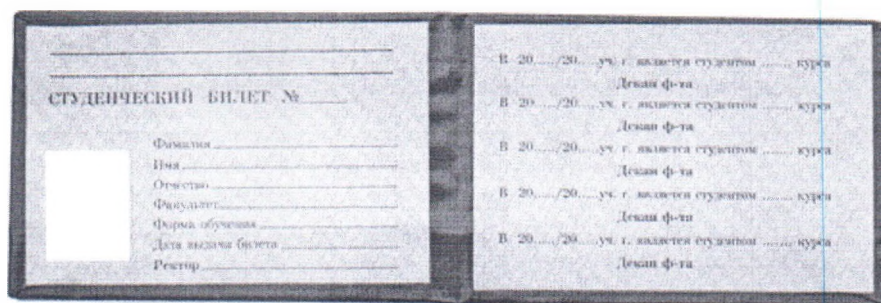 СТУДЕНЧЕСКИЙ БИЛЕТ №
Фамилия
Имя
Отчество
Факультет
Форма обучения
Дата выдачи билета
Ректор
В 20....../20......уч. г. является студентом ....... курса
Декан ф-та
В 20....../20......уч. г. является студентом ....... курса
Декан ф-та
В 20....../20......уч. г. является студентом ....... курса
Декан ф-та
В 20....../20......уч. г. является студентом ....... курса
Декан ф-та
В 20....../20......уч. г. является студентом ....... курса
Декан ф-та